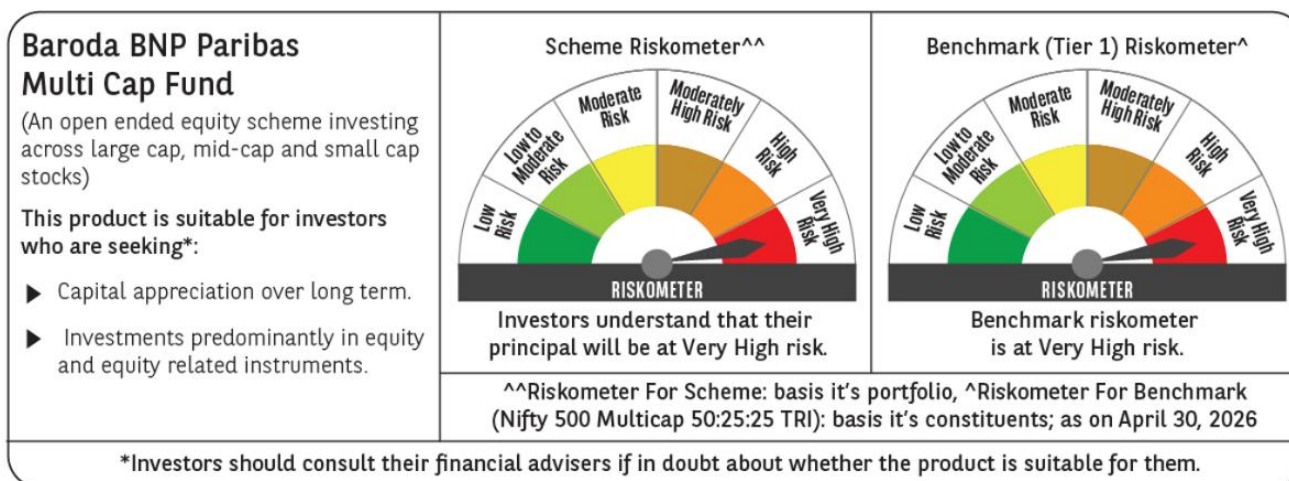 Baroda BNP Paribas
Multi Cap Fund
(An open ended equity scheme investing
across large cap, mid-cap and small cap
stocks)
This product is suitable for investors
who are seeking*:
▶ Capital appreciation over long term.
▶ Investments predominantly in equity
and equity related instruments.
Scheme Riskometer^^
Low
Risk
Low to
Moderate
Risk
Moderate
Risk
Moderately
High Risk
High
Risk
Very High
Risk
RISKOMETER
Investors understand that their
principal will be at Very High risk.
Benchmark (Tier 1) Riskometer^
Low
Risk
Low to
Moderate
Risk
Moderate
Risk
Moderately
High Risk
High
Risk
Very High
Risk
RISKOMETER
Benchmark riskometer
is at Very High risk.
^^Riskometer For Scheme: basis it's portfolio, ^Riskometer For Benchmark
(Nifty 500 Multicap 50:25:25 TRI): basis it's constituents; as on April 30, 2026
*Investors should consult their financial advisers if in doubt about whether the product is suitable for them.